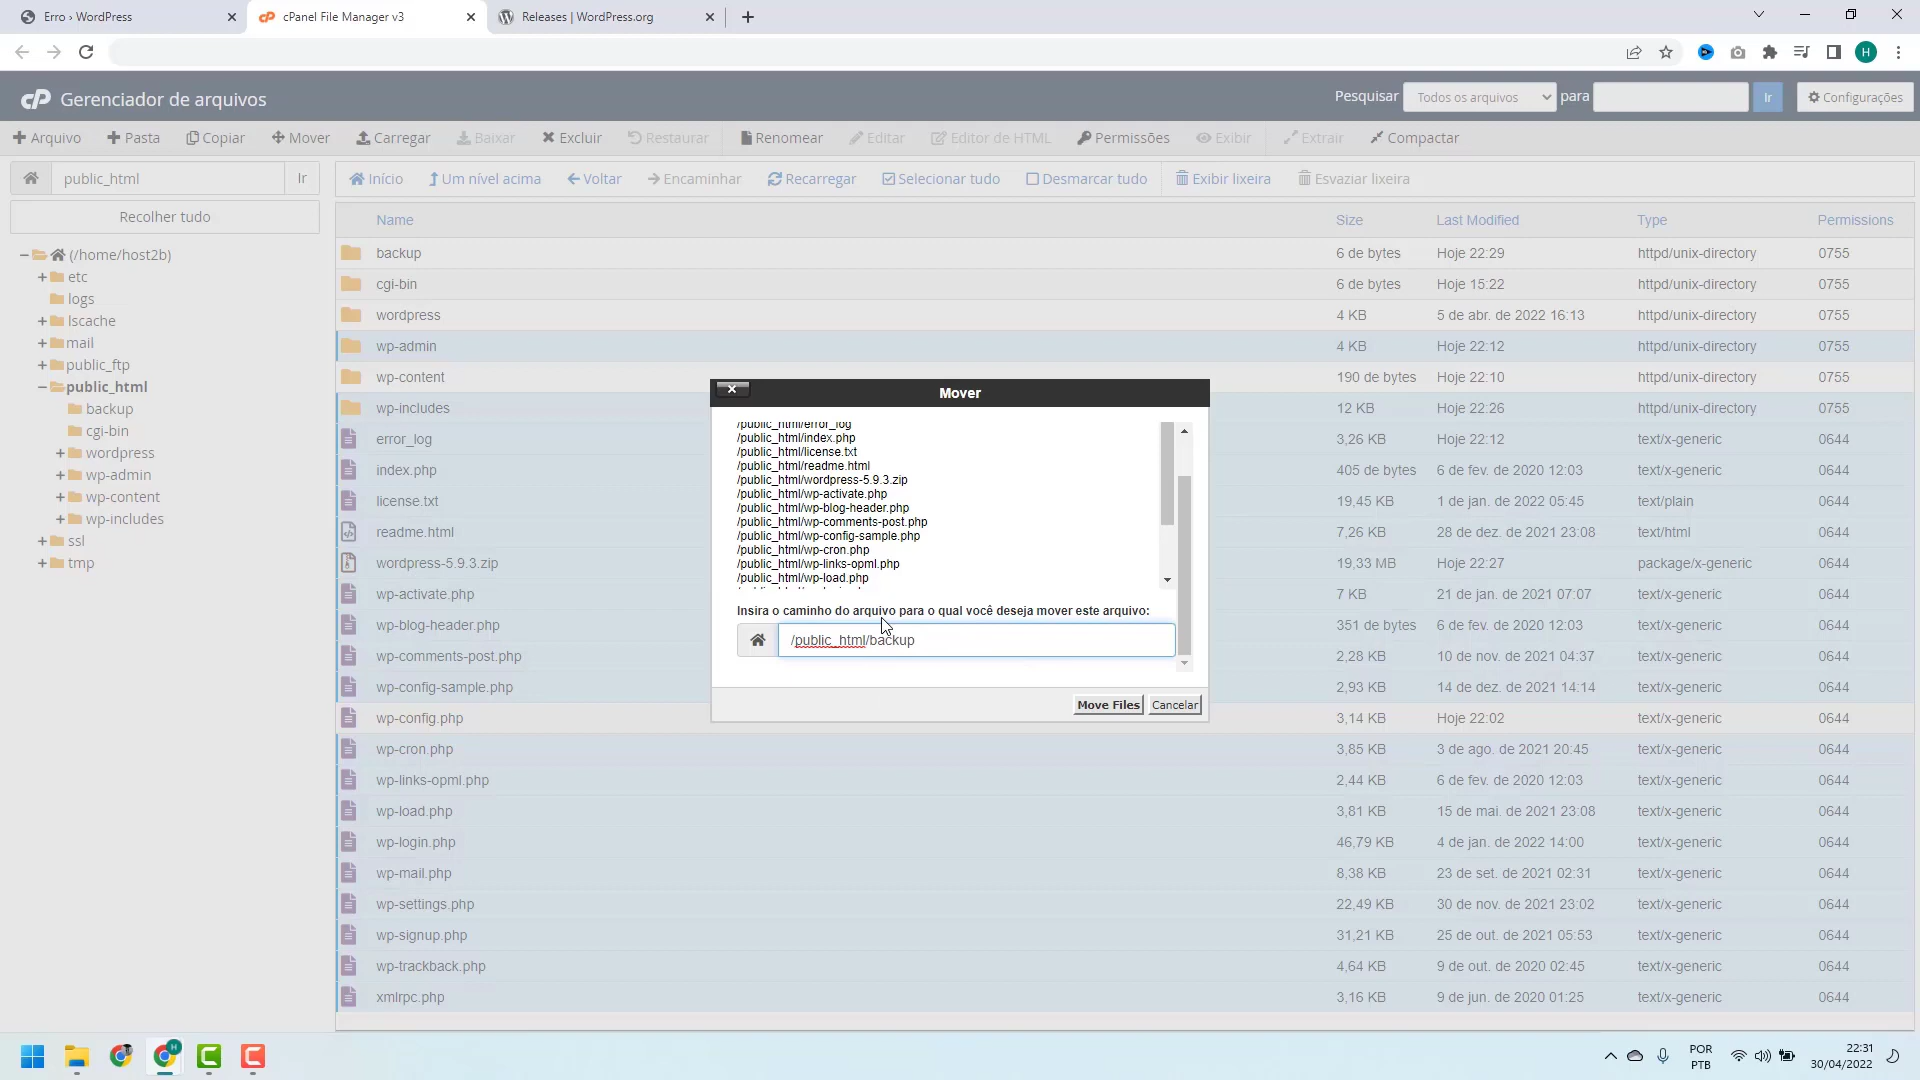 Erro › WordPress
cPanel File Manager v3
Releases | WordPress.org
H
cP Gerenciador de arquivos
Pesquisar Todos os arquivos para Ir Configurações
Arquivo Pasta Copiar Mover Carregar Baixar Excluir Restaurar Renomear Editar Editor de HTML Permissões Exibir Extrair Compactar
public_html Ir
Início Um nível acima Voltar Encaminhar Recarregar Selecionar tudo Desmarcar tudo Exibir lixeira Esvaziar lixeira
Recolher tudo
(/home/host2b)
etc
logs
lscache
mail
public_ftp
public_html
backup
cgi-bin
wordpress
wp-admin
wp-content
wp-includes
ssl
tmp
Name Size Last Modified Type Permissions
backup 6 de bytes Hoje 22:29 httpd/unix-directory 0755
cgi-bin 6 de bytes Hoje 15:22 httpd/unix-directory 0755
wordpress 4 KB 5 de abr. de 2022 16:13 httpd/unix-directory 0755
wp-admin 4 KB Hoje 22:12 httpd/unix-directory 0755
wp-content 190 de bytes Hoje 22:10 httpd/unix-directory 0755
wp-includes 12 KB Hoje 22:26 httpd/unix-directory 0755
error_log 3,26 KB Hoje 22:12 text/x-generic 0644
index.php 405 de bytes 6 de fev. de 2020 12:03 text/x-generic 0644
license.txt 19,45 KB 1 de jan. de 2022 05:45 text/plain 0644
readme.html 7,26 KB 28 de dez. de 2021 23:08 text/html 0644
wordpress-5.9.3.zip 19,33 MB Hoje 22:27 package/x-generic 0644
wp-activate.php 7 KB 21 de jan. de 2021 07:07 text/x-generic 0644
wp-blog-header.php 351 de bytes 6 de fev. de 2020 12:03 text/x-generic 0644
wp-comments-post.php 2,28 KB 10 de nov. de 2021 04:37 text/x-generic 0644
wp-config-sample.php 2,93 KB 14 de dez. de 2021 14:14 text/x-generic 0644
wp-config.php 3,14 KB Hoje 22:02 text/x-generic 0644
wp-cron.php 3,85 KB 3 de ago. de 2021 20:45 text/x-generic 0644
wp-links-opml.php 2,44 KB 6 de fev. de 2020 12:03 text/x-generic 0644
wp-load.php 3,81 KB 15 de mai. de 2021 23:08 text/x-generic 0644
wp-login.php 46,79 KB 4 de jan. de 2022 14:00 text/x-generic 0644
wp-mail.php 8,38 KB 23 de set. de 2021 02:31 text/x-generic 0644
wp-settings.php 22,49 KB 30 de nov. de 2021 23:02 text/x-generic 0644
wp-signup.php 31,21 KB 25 de out. de 2021 05:53 text/x-generic 0644
wp-trackback.php 4,64 KB 9 de out. de 2020 02:45 text/x-generic 0644
xmlrpc.php 3,16 KB 9 de jun. de 2020 01:25 text/x-generic 0644
Mover
/public_html/error_log
/public_html/index.php
/public_html/license.txt
/public_html/readme.html
/public_html/wordpress-5.9.3.zip
/public_html/wp-activate.php
/public_html/wp-blog-header.php
/public_html/wp-comments-post.php
/public_html/wp-config-sample.php
/public_html/wp-cron.php
/public_html/wp-links-opml.php
/public_html/wp-load.php
Insira o caminho do arquivo para o qual você deseja mover este arquivo:
/public_html/backup
Move Files Cancelar
H
POR
PTB
22:31
30/04/2022